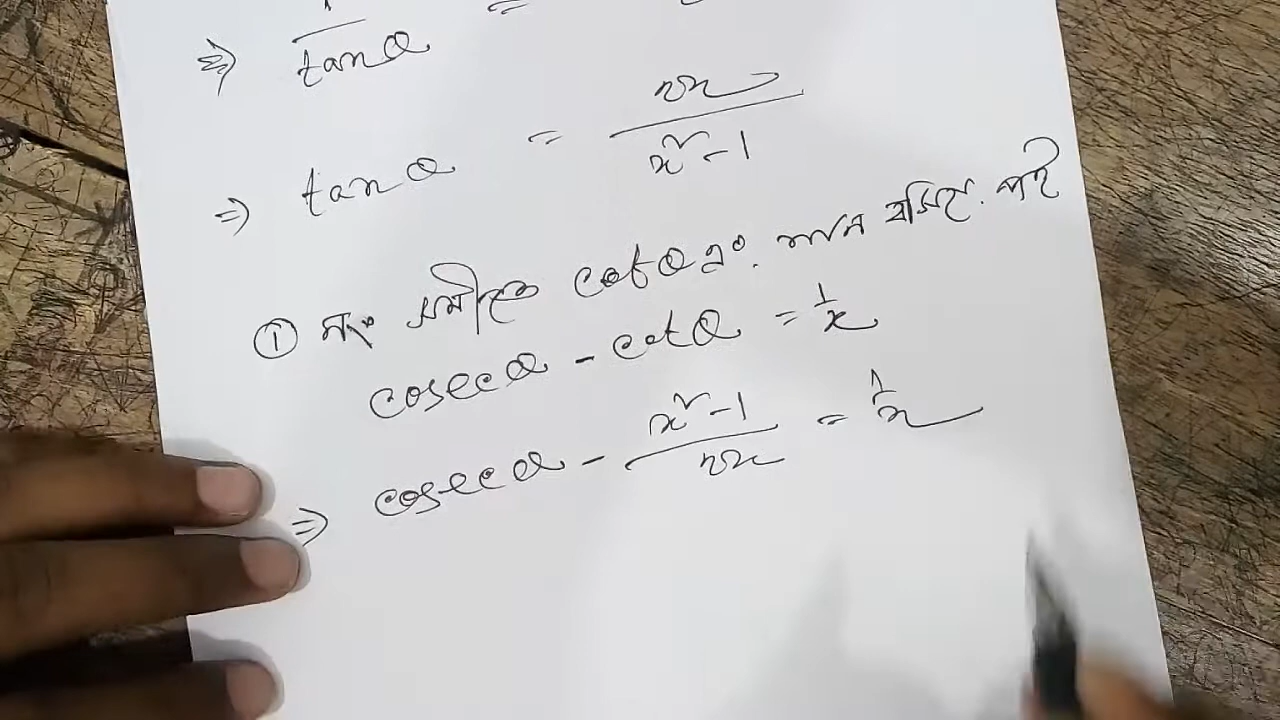 ⇒ 1/tanθ =
⇒ tanθ = 2x/(x²-1)
① নং সমীতে cotθ এর মান বসিয়ে পাই
cosecθ - cotθ = 1/x
⇒ cosecθ - (x²-1)/2x = 1/x